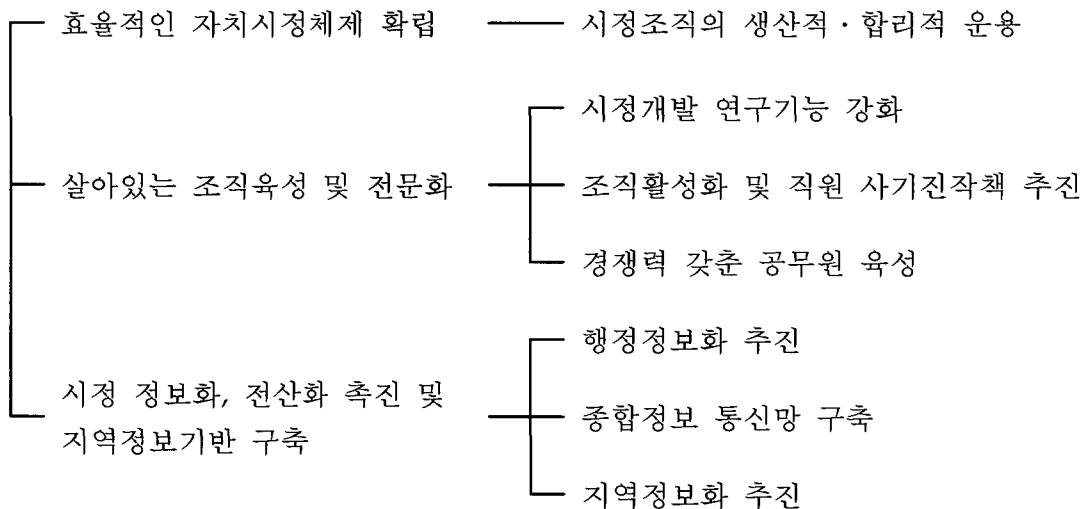 효율적인 자치시정체제 확립
시정조직의 생산적·합리적 운용
살아있는 조직육성 및 전문화
시정개발 연구기능 강화
조직활성화 및 직원 사기진작책 추진
경쟁력 갖춘 공무원 육성
시정 정보화, 전산화 촉진 및
지역정보기반 구축
행정정보화 추진
종합정보 통신망 구축
지역정보화 추진